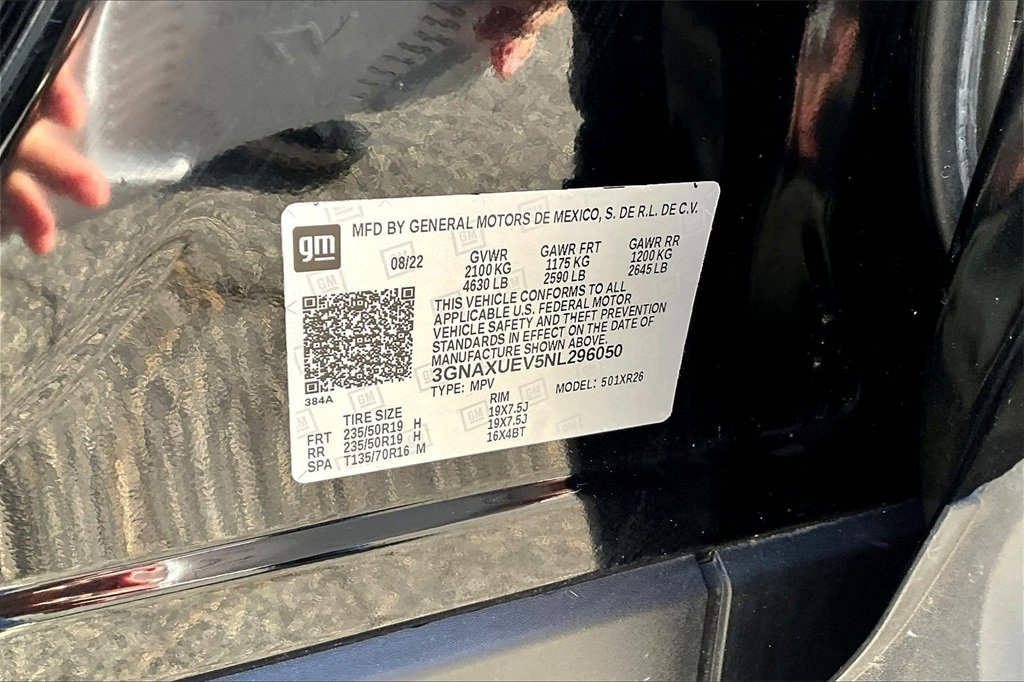 MFD BY GENERAL MOTORS DE MEXICO, S. DE R.L. DE C.V.
gm
08/22
GVWR
2100 KG
4630 LB
GAWR FRT
1175 KG
2590 LB
GAWR RR
1200 KG
2645 LB
THIS VEHICLE CONFORMS TO ALL
APPLICABLE U.S. FEDERAL MOTOR
VEHICLE SAFETY AND THEFT PREVENTION
STANDARDS IN EFFECT ON THE DATE OF
MANUFACTURE SHOWN ABOVE.
3GNAXUEV5NL296050
TYPE: MPV MODEL: 501XR26
384A
TIRE SIZE RIM
FRT 235/50R19 H 19X7.5J
RR 235/50R19 H 19X7.5J
SPA T135/70R16 M 16X4BT